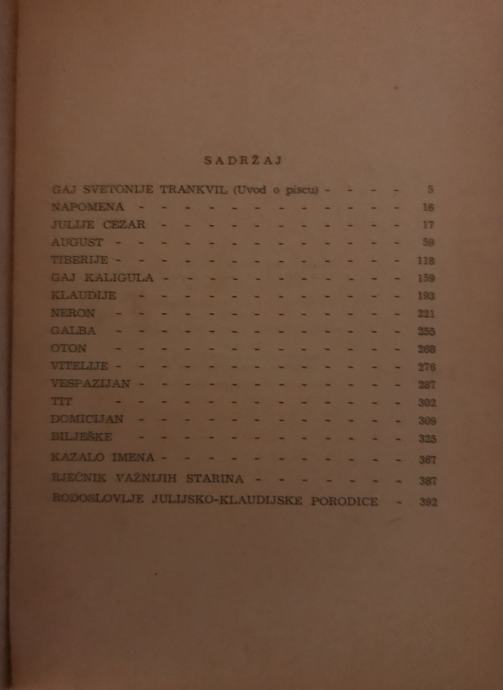 SADRŽAJ
GAJ SVETONIJE TRANKVIL (Uvod o piscu) - - - - 5
NAPOMENA - - - - - - - - - - - - 16
JULIJE CEZAR - - - - - - - - - - - 17
AUGUST - - - - - - - - - - - - - 59
TIBERIJE - - - - - - - - - - - - - 118
GAJ KALIGULA - - - - - - - - - - - 159
KLAUDIJE - - - - - - - - - - - - 193
NERON - - - - - - - - - - - - - 221
GALBA - - - - - - - - - - - - - 255
OTON - - - - - - - - - - - - - 268
VITELIJE - - - - - - - - - - - - - 276
VESPAZIJAN - - - - - - - - - - - - 287
TIT - - - - - - - - - - - - - 302
DOMICIJAN - - - - - - - - - - - - 309
BILJEŠKE - - - - - - - - - - - - 325
KAZALO IMENA - - - - - - - - - - - 367
RJEČNIK VAŽNIJIH STARINA - - - - - - - 387
RODOSLOVLJE JULIJSKO-KLAUDIJSKE PORODICE - 392